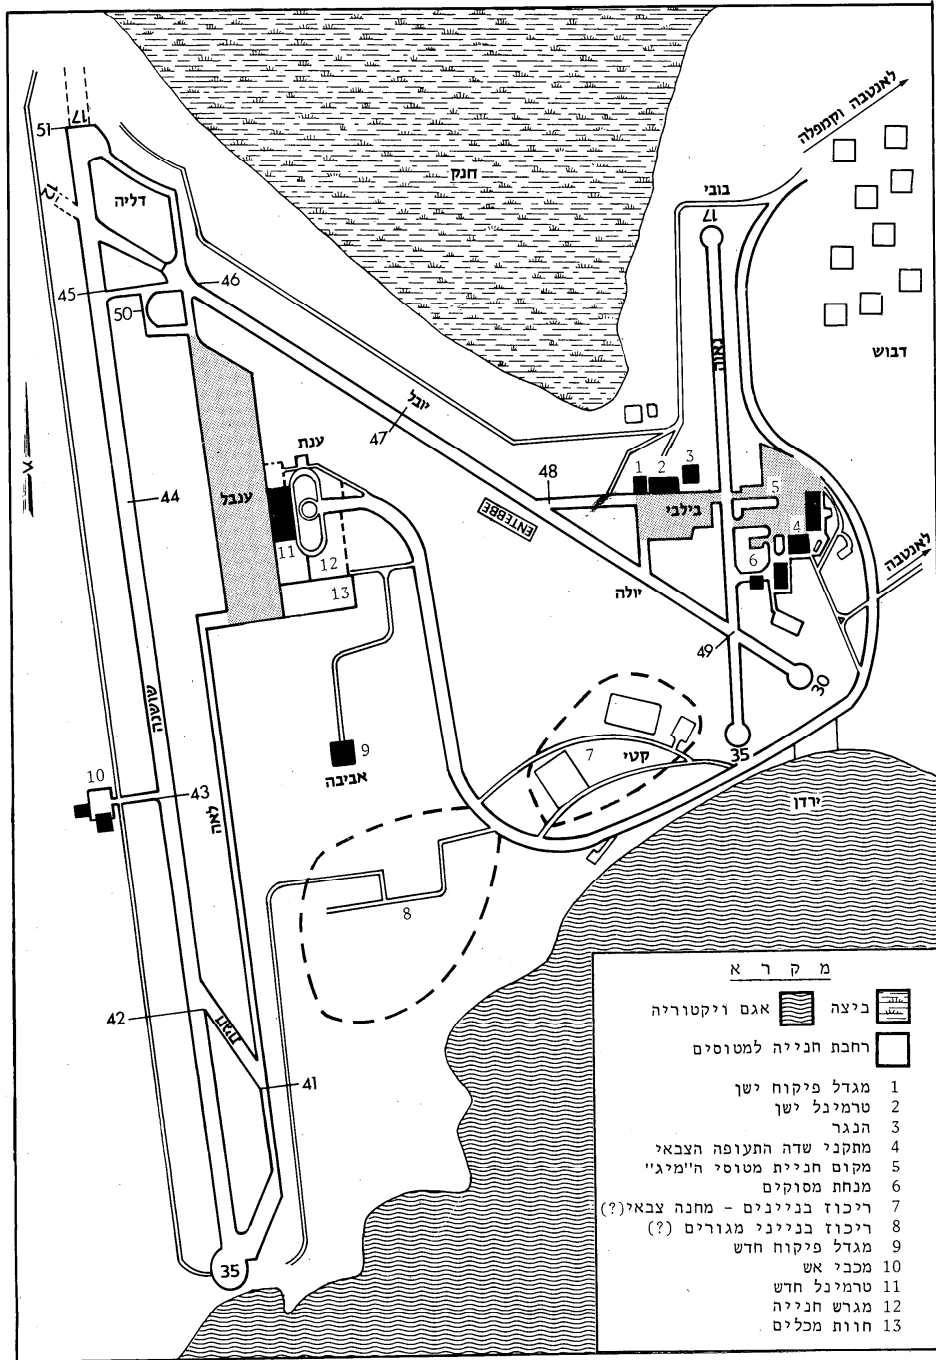 לאנטבה וקמפלה
17
51
חנק
בובי
דליה
17
46
45
50
דבוש
גאוה
יובל
47
ענת
3
2
1
48
5
44
ענבל
בילבי
ENTEBBE
4
11
12
6
לאנטבה
13
יולה
49
30
שושנה
קטי
7
35
9
אביבה
10
43
ירדן
לאה
8
42
חגית
41
35
מ ק ר א
ביצה
אגם ויקטוריה
רחבת חנייה למטוסים
1 מגדל פיקוח ישן
2 טרמינל ישן
3 הנגר
4 מתקני שדה התעופה הצבאי
5 מקום חניית מטוסי ה"מיג"
6 מנחת מסוקים
7 ריכוז בניינים - מחנה צבאי(?)
8 ריכוז בנייני מגורים (?)
9 מגדל פיקוח חדש
10 מכבי אש
11 טרמינל חדש
12 מגרש חנייה
13 חוות מכלים